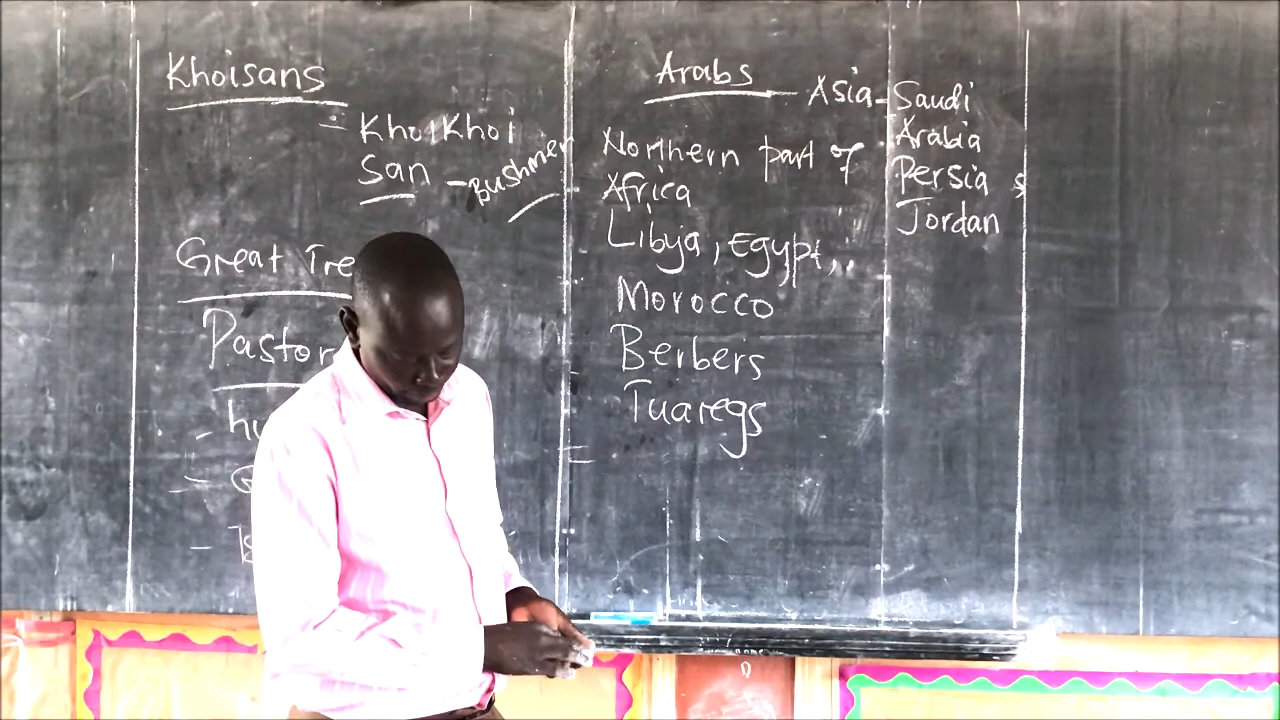 Khoisans
= KhoiKhoi
San - Bushmen
Great Tre
Pastor
- hu
Arabs - Asia - Saudi
Arabia
Persia
Jordan
Northern part of
Africa
Libya, Egypt,
Morocco
Berbers
Tuaregs